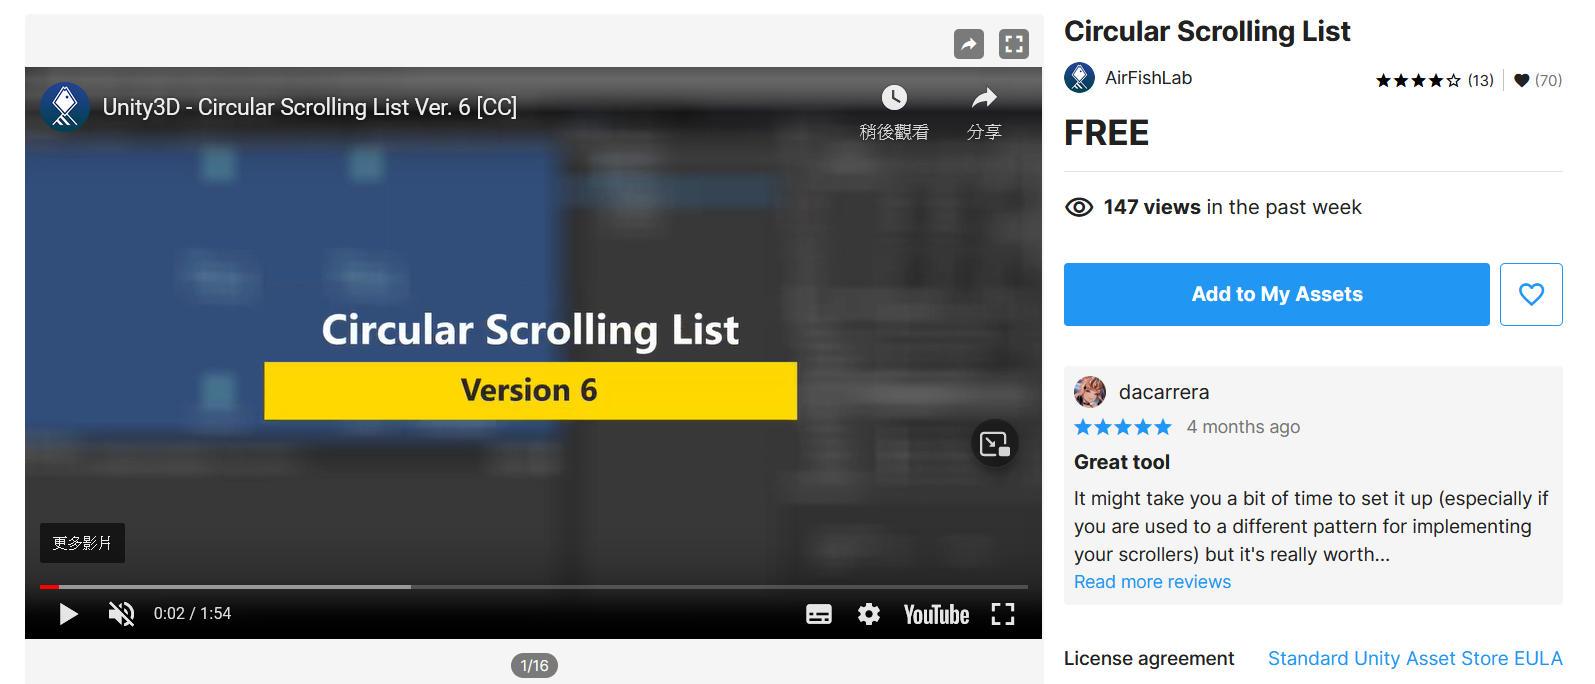 Unity3D - Circular Scrolling List Ver. 6 [CC]
稍後觀看
分享
Circular Scrolling List
Version 6
更多影片
0:02 / 1:54
YouTube
1/16
Circular Scrolling List
AirFishLab
(13)
(70)
FREE
147 views in the past week
Add to My Assets
dacarrera
4 months ago
Great tool
It might take you a bit of time to set it up (especially if
you are used to a different pattern for implementing
your scrollers) but it's really worth...
Read more reviews
License agreement
Standard Unity Asset Store EULA